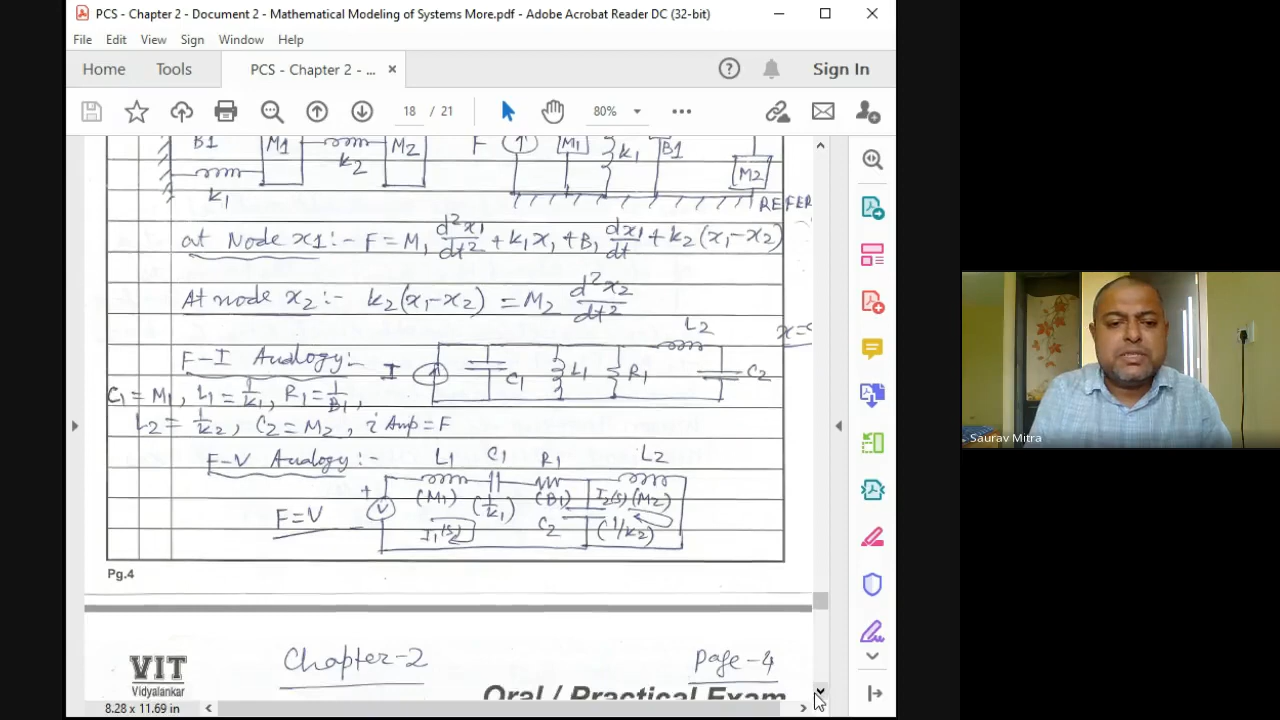 PCS - Chapter 2 - Document 2 - Mathematical Modeling of Systems More.pdf - Adobe Acrobat Reader DC (32-bit)
File Edit View Sign Window Help
Home Tools PCS - Chapter 2 - ... × Sign In
18 / 21 80%
B1 M1 k2 M2 F M1 k1 B1 M2
k1 REFER
at Node x1 :- F = M1 d²x1/dt² + k1x1 + B1 dx1/dt + k2(x1-x2)
At node x2 :- k2(x1-x2) = M2 d²x2/dt²
L2
F-I Analogy:- I C1 L1 R1 C2
C1 = M1, L1 = 1/k1, R1 = 1/B1,
L2 = 1/k2, C2 = M2, i Amp = F
F-V Analogy :- L1 C1 R1 L2
+ V (M1) (1/k1) (B1) I2(s) (M2)
F=V I1(s) C2 (1/k2)
Pg.4
VIT Chapter-2 Page-4
Vidyalankar Oral / Practical Exam
8.28 x 11.69 in
Saurav Mitra